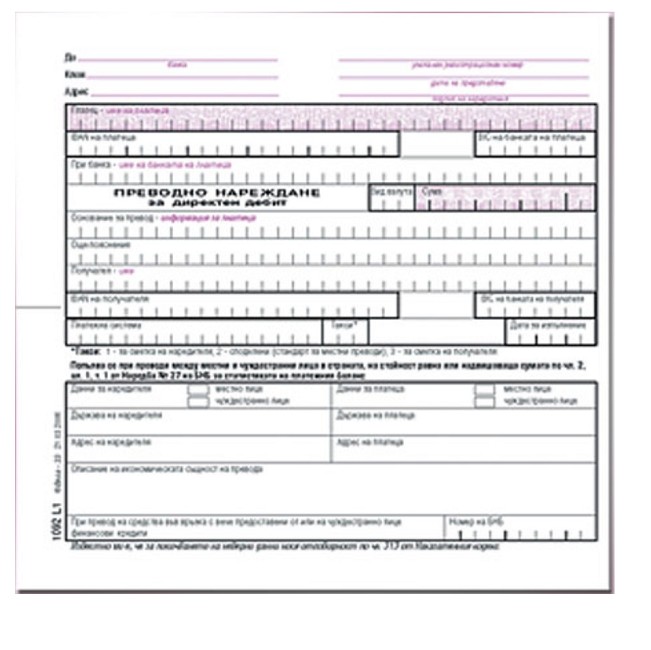 До
банка
уникален регистрационен номер
Клон
дата на представяне
Адрес
подпис на наредителя
Платец - име на платеца
IBAN на платеца
BIC на банката на платеца
При банка - име на банката на платеца
ПРЕВОДНО НАРЕЖДАНЕ
за директен дебит
Вид валута
Сума
Основание за превод - информация за платеца
Още пояснения
Получател - име
IBAN на получателя
BIC на банката на получателя
Платежна система
Такси*
Дата за изпълнение
*Такси: 1 - за сметка на наредителя; 2 - споделени (стандарт за местни преводи); 3 - за сметка на получателя
Попълва се при преводи между местни и чуждестранни лица в страната, на стойност равна или надвишаваща сумата по чл. 2,
ал. 1, т. 1 от Наредба № 27 на БНБ за статистиката на платежния баланс
Данни за наредителя
местно лице
чуждестранно лице
Данни за платеца
местно лице
чуждестранно лице
Държава на наредителя
Държава на платеца
Адрес на наредителя
Адрес на платеца
Описание на икономическата същност на превода
При превод на средства във връзка с вече предоставени от или на чуждестранни лица
финансови кредити
Номер на БНБ
Известно ми е, че за посочването на неверни данни нося отговорност по чл. 313 от Наказателния кодекс
1092 L1